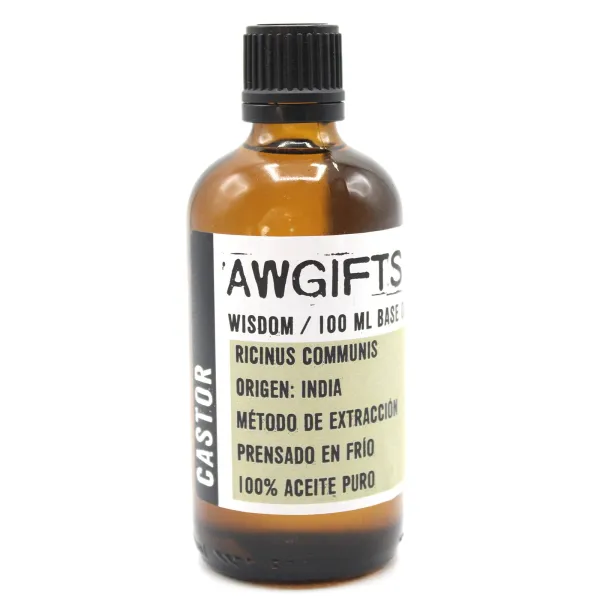 AWGIFTS
WISDOM / 100 ML BASE
RICINUS COMMUNIS
ORIGEN: INDIA
MÉTODO DE EXTRACCIÓN
PRENSADO EN FRÍO
100% ACEITE PURO
CASTOR